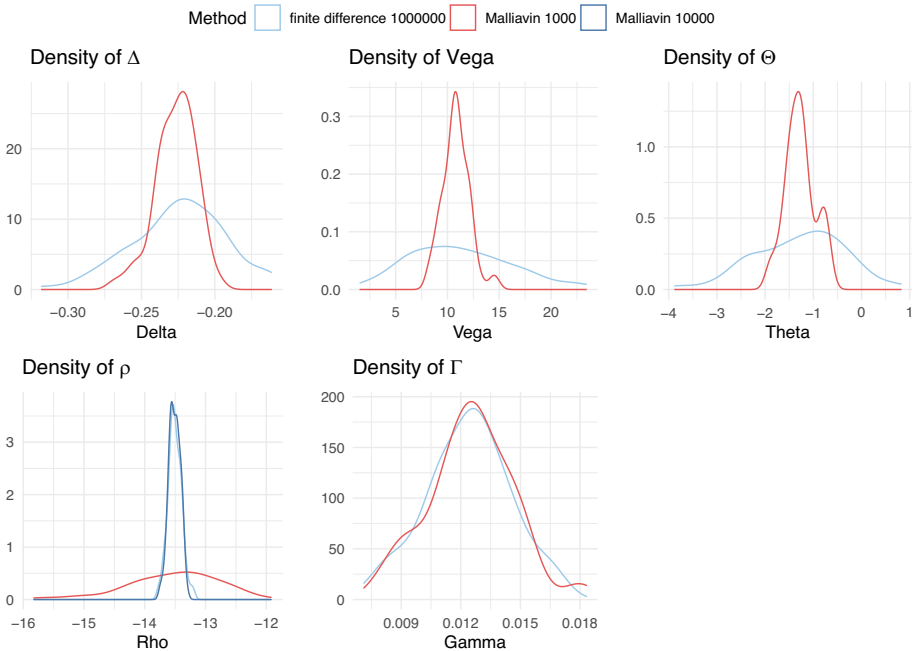 Method finite difference 1000000 Malliavin 1000 Malliavin 10000
Density of Δ
20
10
0
−0.30 −0.25 −0.20
Delta
Density of Vega
0.3
0.2
0.1
0.0
5 10 15 20
Vega
Density of Θ
1.0
0.5
0.0
−4 −3 −2 −1 0 1
Theta
Density of ρ
3
2
1
0
−16 −15 −14 −13 −12
Rho
Density of Γ
200
150
100
50
0
0.009 0.012 0.015 0.018
Gamma